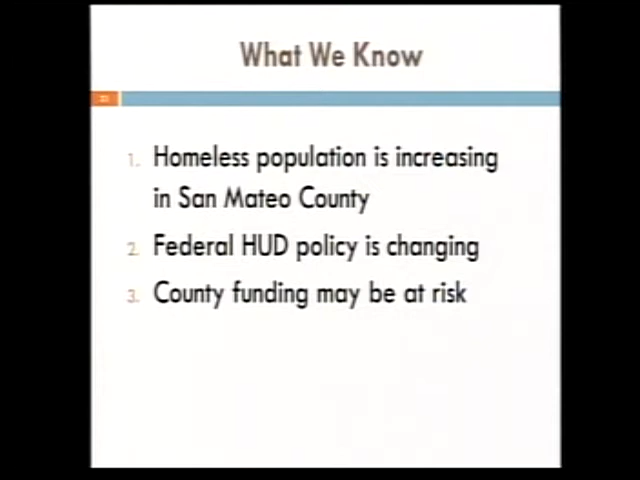 What We Know
1. Homeless population is increasing
in San Mateo County
2. Federal HUD policy is changing
3. County funding may be at risk